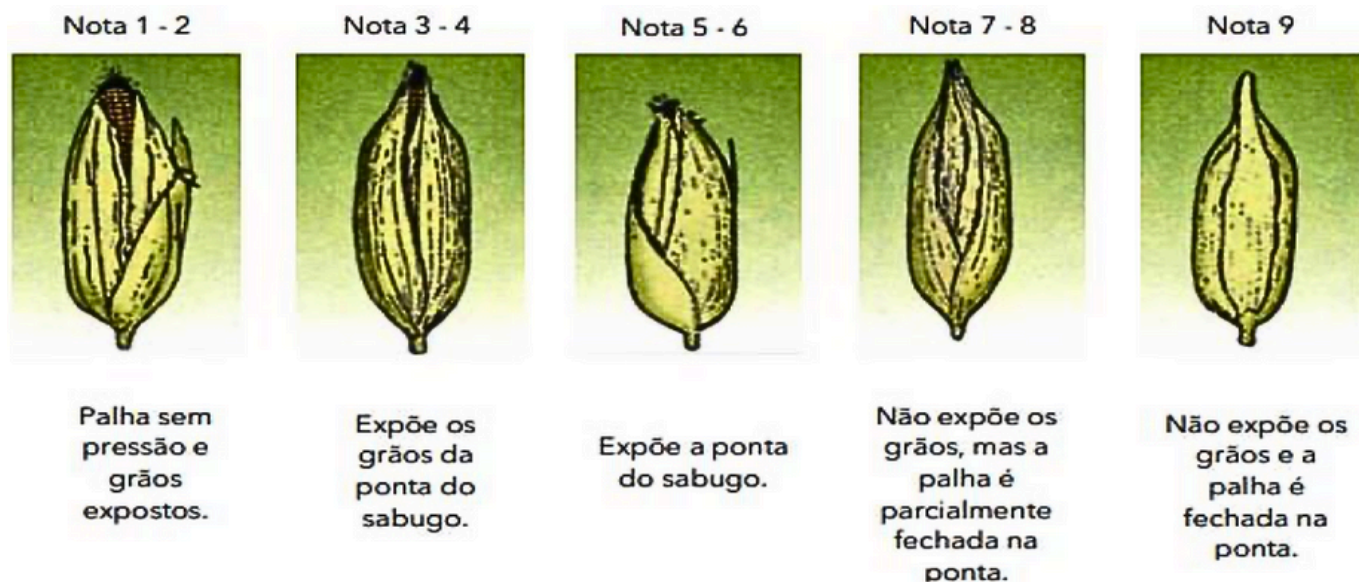 Nota 1 - 2
Nota 3 - 4
Nota 5 - 6
Nota 7 - 8
Nota 9
Palha sem
pressão e
grãos
expostos.
Expõe os
grãos da
ponta do
sabugo.
Expõe a ponta
do sabugo.
Não expõe os
grãos, mas a
palha é
parcialmente
fechada na
ponta.
Não expõe os
grãos e a
palha é
fechada na
ponta.